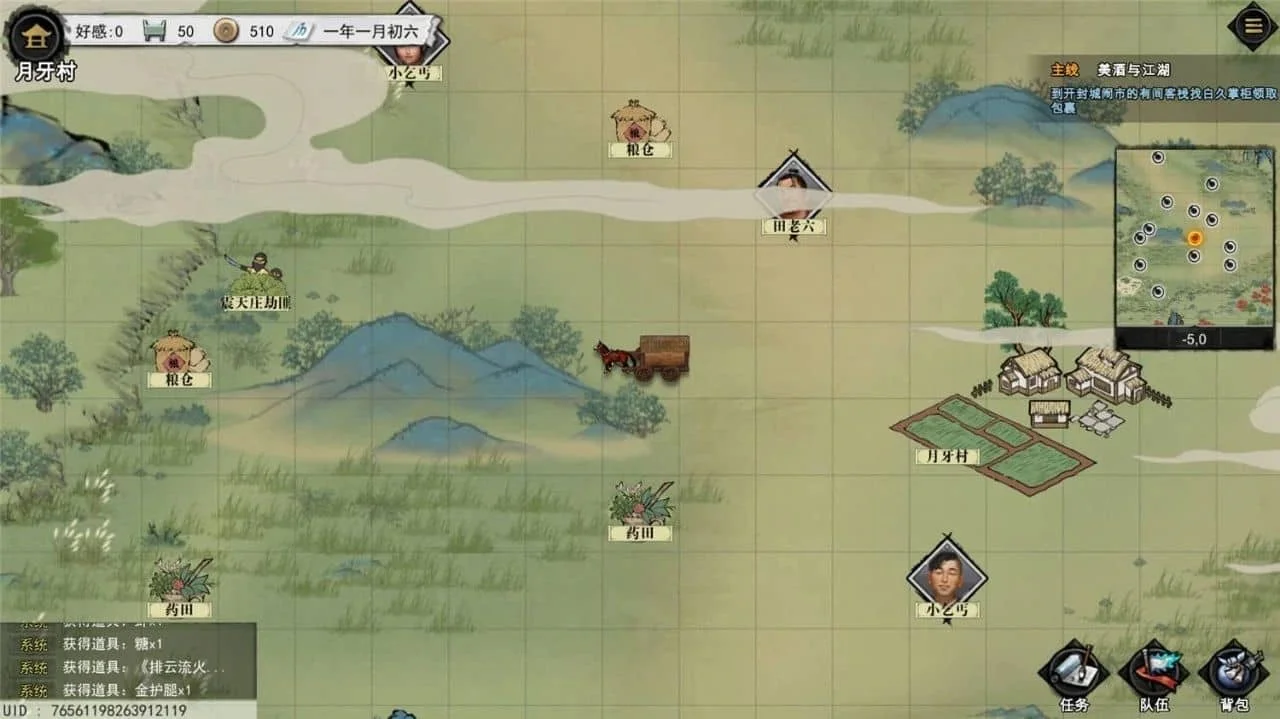 好感:0 50 510 历 一年一月初六
月牙村
小乞丐
主线 美酒与江湖
到开封城闹市的有间客栈找白久掌柜领取
包裹
粮仓
粮
田老六
震天庄劫匪
粮仓
粮
-5,0
月牙村
药田
药田
小乞丐
系统
系统 获得道具：糖x1
系统 获得道具：《排云流火...
系统 获得道具：金护腿x1
UID : 76561198263912119
任务 队伍 背包